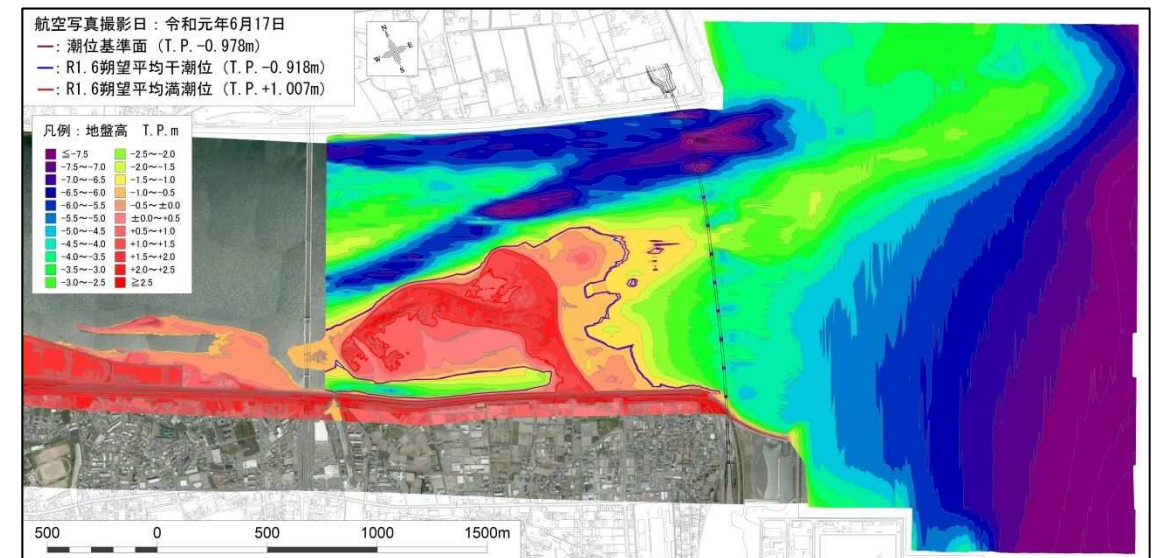 航空写真撮影日：令和元年6月17日
―：潮位基準面 (T.P.-0.978m)
―：R1.6朔望平均干潮位 (T.P.-0.918m)
―：R1.6朔望平均満潮位 (T.P.+1.007m)
N
E
W
S
凡例：地盤高 T.P.m
≦-7.5 -2.5～-2.0
-7.5～-7.0 -2.0～-1.5
-7.0～-6.5 -1.5～-1.0
-6.5～-6.0 -1.0～-0.5
-6.0～-5.5 -0.5～±0.0
-5.5～-5.0 ±0.0～+0.5
-5.0～-4.5 +0.5～+1.0
-4.5～-4.0 +1.0～+1.5
-4.0～-3.5 +1.5～+2.0
-3.5～-3.0 +2.0～+2.5
-3.0～-2.5 ≧2.5
500 0 500 1000 1500m